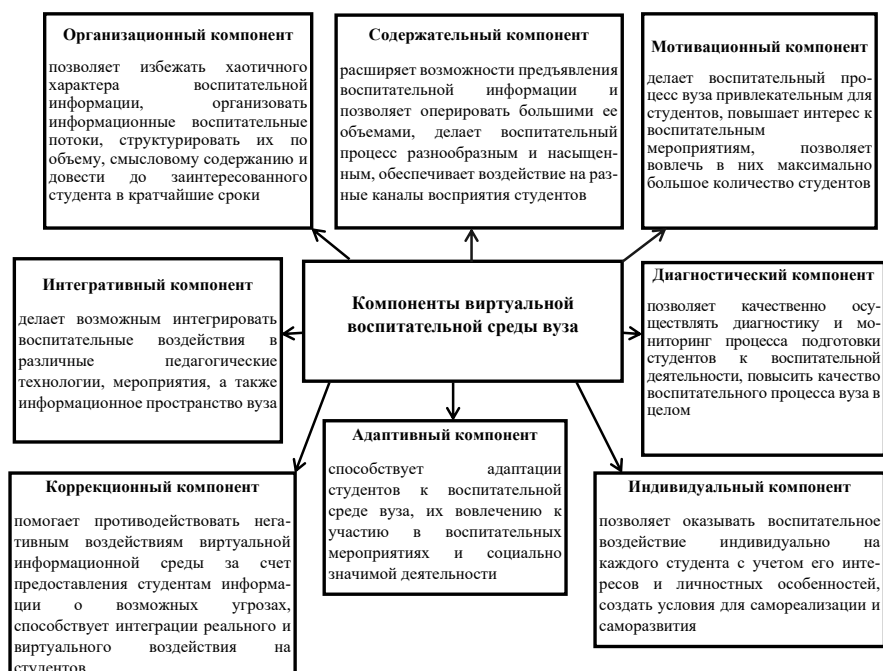 Организационный компонент
позволяет избежать хаотичного
характера воспитательной
информации, организовать
информационные воспитательные
потоки, структурировать их по
объему, смысловому содержанию и
довести до заинтересованного
студента в кратчайшие сроки
Содержательный компонент
расширяет возможности предъявления
воспитательной информации и
позволяет оперировать большими ее
объемами, делает воспитательный
процесс разнообразным и насыщен-
ным, обеспечивает воздействие на раз-
ные каналы восприятия студентов
Мотивационный компонент
делает воспитательный про-
цесс вуза привлекательным для
студентов, повышает интерес к
воспитательным
мероприятиям, позволяет
вовлечь в них максимально
большое количество студентов
Интегративный компонент
делает возможным интегрировать
воспитательные воздействия в
различные педагогические
технологии, мероприятия, а также
информационное пространство вуза
Компоненты виртуальной
воспитательной среды вуза
Диагностический компонент
позволяет качественно осу-
ществлять диагностику и мо-
ниторинг процесса подготовки
студентов к воспитательной
деятельности, повысить качество
воспитательного процесса вуза в
целом
Коррекционный компонент
помогает противодействовать нега-
тивным воздействиям виртуальной
информационной среды за счет
предоставления студентам информа-
ции о возможных угрозах,
способствует интеграции реального и
виртуального воздействия на
студентов
Адаптивный компонент
способствует адаптации
студентов к воспитательной
среде вуза, их вовлечению к
участию в воспитательных
мероприятиях и социально
значимой деятельности
Индивидуальный компонент
позволяет оказывать воспитательное
воздействие индивидуально на
каждого студента с учетом его инте-
ресов и личностных особенностей,
создать условия для самореализации и
саморазвития